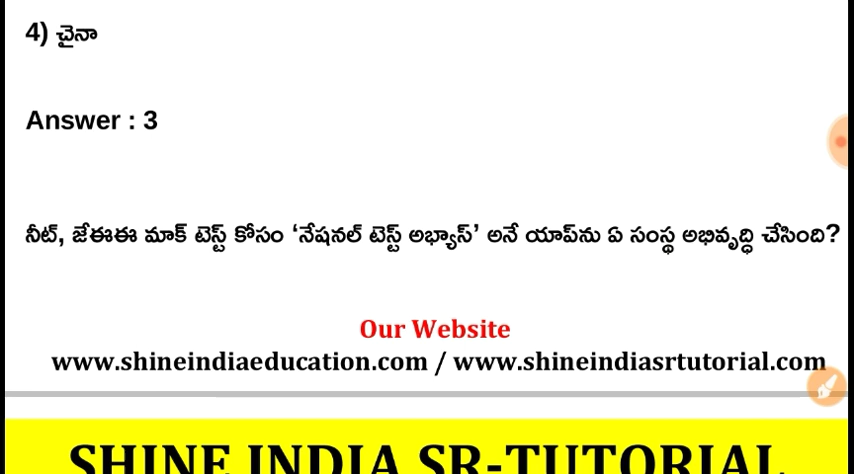 4) చైనా
Answer : 3
నీట్, జేఈఈ మాక్ టెస్ట్ కోసం ‘నేషనల్ టెస్ట్ అభ్యాస్’ అనే యాప్‌ను ఏ సంస్థ అభివృద్ధి చేసింది?
Our Website
www.shineindiaeducation.com / www.shineindiasrtutorial.com
SHINE INDIA SR-TUTORIAL